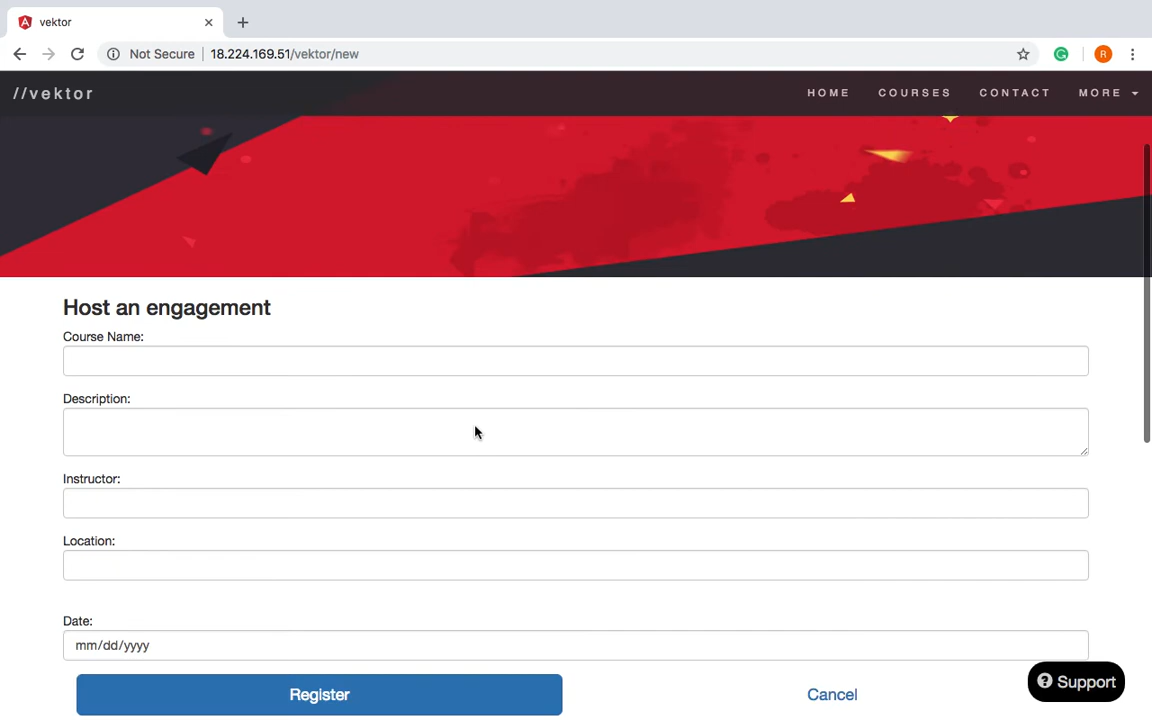 vektor
Not Secure 18.224.169.51/vektor/new
R
//vektor HOME COURSES CONTACT MORE
Host an engagement
Course Name:
Description:
Instructor:
Location:
Date:
mm/dd/yyyy
Register Cancel
Support